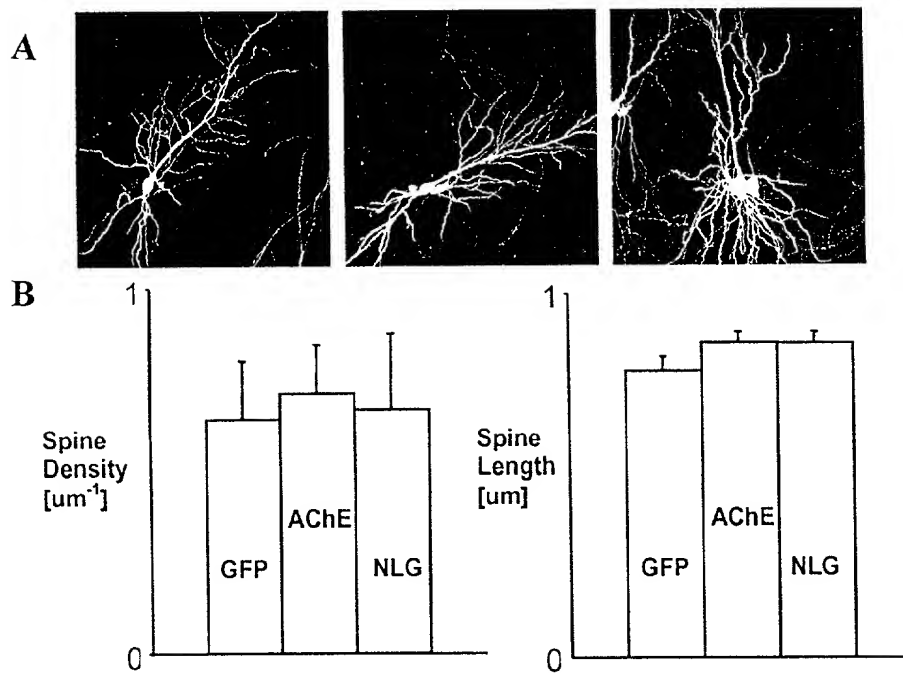 A
B
1
Spine
Density
[um-1]
GFP
AChE
NLG
0
1
Spine
Length
[um]
GFP
AChE
NLG
0